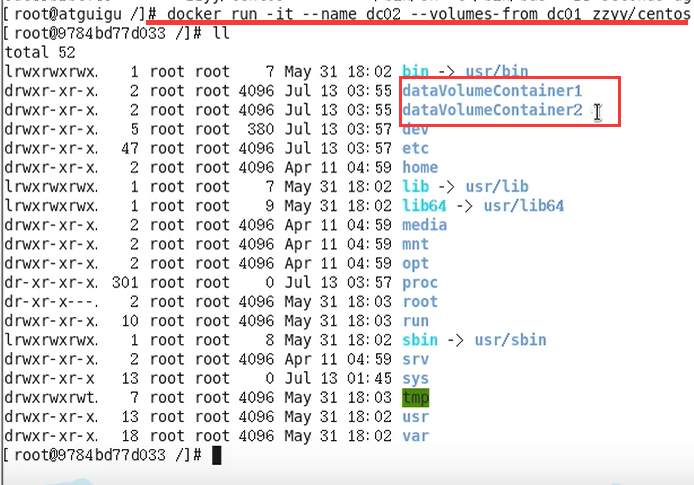 [root@atguigu /]# docker run -it --name dc02 --volumes-from dc01 zzyy/centos
[root@9784bd77d033 /]# ll
total 52
lrwxrwxrwx.   1 root root    7 May 31 18:02 bin -> usr/bin
drwxr-xr-x.   2 root root 4096 Jul 13 03:55 dataVolumeContainer1
drwxr-xr-x.   2 root root 4096 Jul 13 03:55 dataVolumeContainer2
drwxr-xr-x.   5 root root  380 Jul 13 03:57 dev
drwxr-xr-x.  47 root root 4096 Jul 13 03:57 etc
drwxr-xr-x.   2 root root 4096 Apr 11 04:59 home
lrwxrwxrwx.   1 root root    7 May 31 18:02 lib -> usr/lib
lrwxrwxrwx.   1 root root    9 May 31 18:02 lib64 -> usr/lib64
drwxr-xr-x.   2 root root 4096 Apr 11 04:59 media
drwxr-xr-x.   2 root root 4096 Apr 11 04:59 mnt
drwxr-xr-x.   2 root root 4096 Apr 11 04:59 opt
dr-xr-xr-x. 301 root root    0 Jul 13 03:57 proc
dr-xr-x---.   2 root root 4096 May 31 18:03 root
drwxr-xr-x.  10 root root 4096 May 31 18:03 run
lrwxrwxrwx.   1 root root    8 May 31 18:02 sbin -> usr/sbin
drwxr-xr-x.   2 root root 4096 Apr 11 04:59 srv
drwxr-xr-x   13 root root    0 Jul 13 01:45 sys
drwxrwxrwt.   7 root root 4096 May 31 18:03 tmp
drwxr-xr-x.  13 root root 4096 May 31 18:02 usr
drwxr-xr-x.  18 root root 4096 May 31 18:02 var
[root@9784bd77d033 /]#